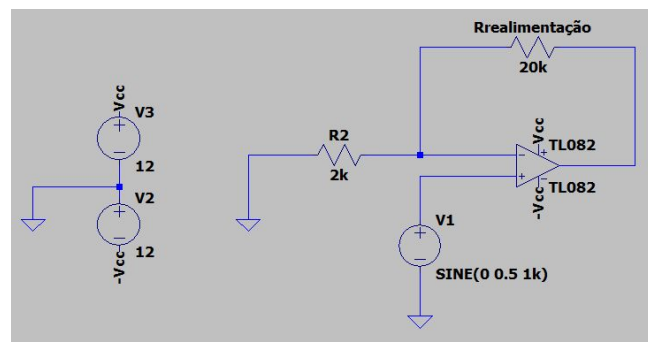 Rrealimentação
20k
Vcc
V3
12
V2
12
-Vcc
R2
2k
Vcc
TL082
-
+
+
-
TL082
-Vcc
V1
SINE(0 0.5 1k)